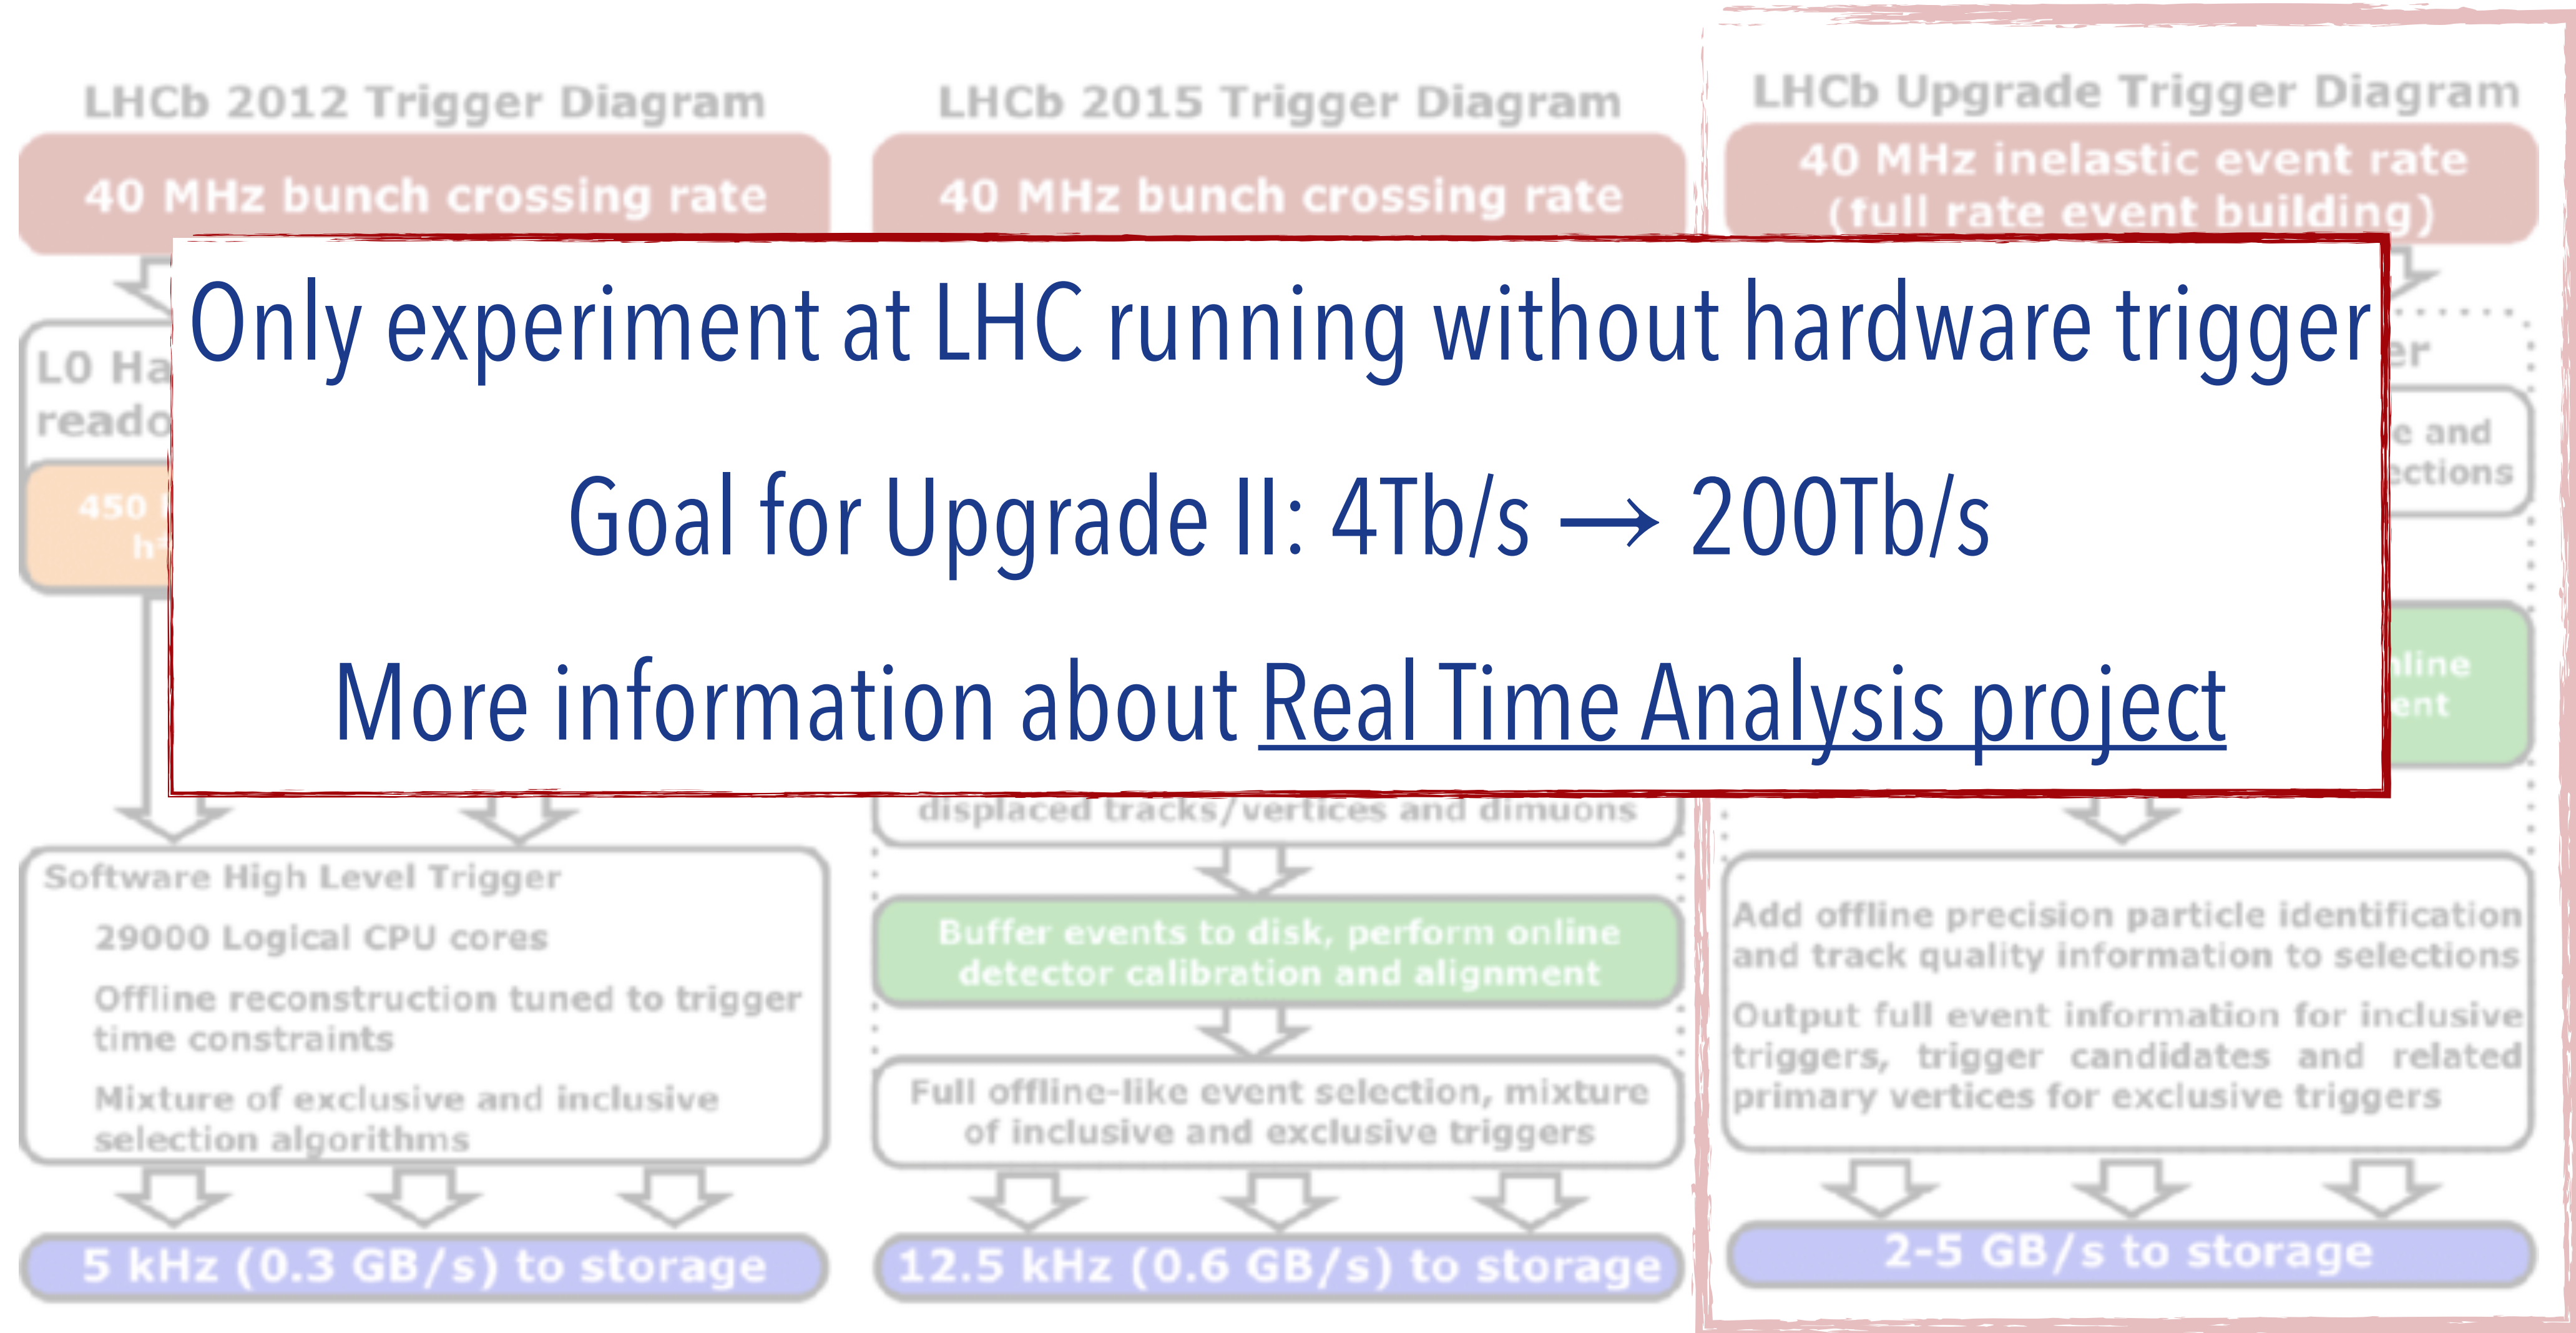 LHCb 2012 Trigger Diagram
40 MHz bunch crossing rate
LHCb 2015 Trigger Diagram
40 MHz bunch crossing rate
LHCb Upgrade Trigger Diagram
40 MHz inelastic event rate
(full rate event building)
Only experiment at LHC running without hardware trigger
Goal for Upgrade II: 4Tb/s → 200Tb/s
More information about Real Time Analysis project
L0
450
and
Software High Level Trigger
29000 Logical CPU cores
Offline reconstruction tuned to trigger
time constraints
Mixture of exclusive and inclusive
selection algorithms
5 kHz (0.3 GB/s) to storage
displaced tracks/vertices and dimuons
Buffer events to disk, perform online
detector calibration and alignment
Full offline-like event selection, mixture
of inclusive and exclusive triggers
12.5 kHz (0.6 GB/s) to storage
Add offline precision particle identification
and track quality information to selections
Output full event information for inclusive
triggers, trigger candidates and related
primary vertices for exclusive triggers
2-5 GB/s to storage